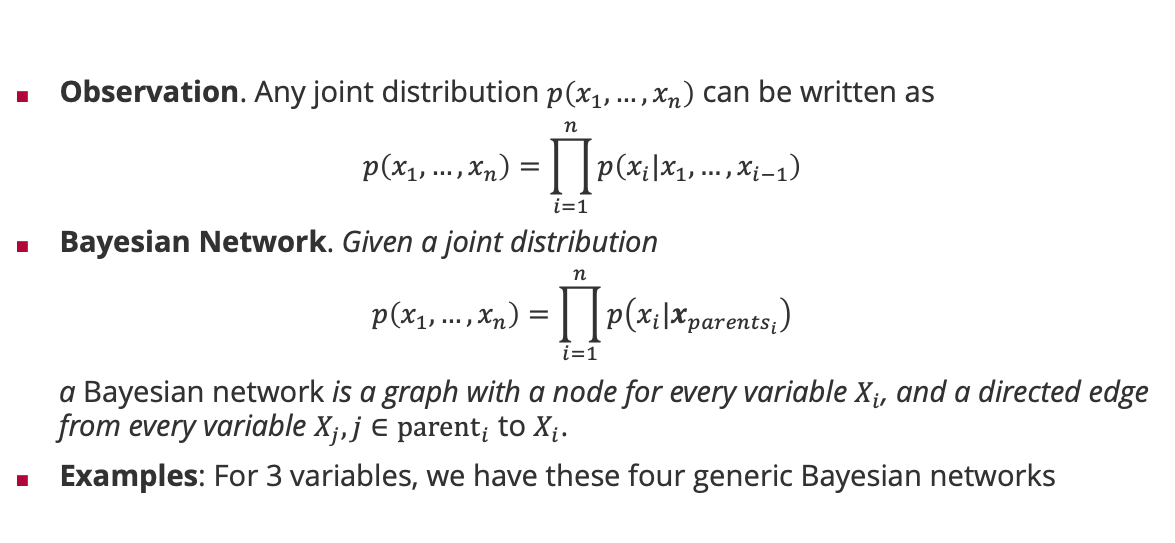 ▪ Observation. Any joint distribution p(x₁, … , xₙ) can be written as
p(x₁, … , xₙ) = ∏ᵢ₌₁ⁿ p(xᵢ|x₁, … , xᵢ₋₁)
▪ Bayesian Network. Given a joint distribution
p(x₁, … , xₙ) = ∏ᵢ₌₁ⁿ p(xᵢ|𝒙_{parentsᵢ})
a Bayesian network is a graph with a node for every variable Xᵢ, and a directed edge
from every variable Xⱼ, j ∈ parentᵢ to Xᵢ.
▪ Examples: For 3 variables, we have these four generic Bayesian networks